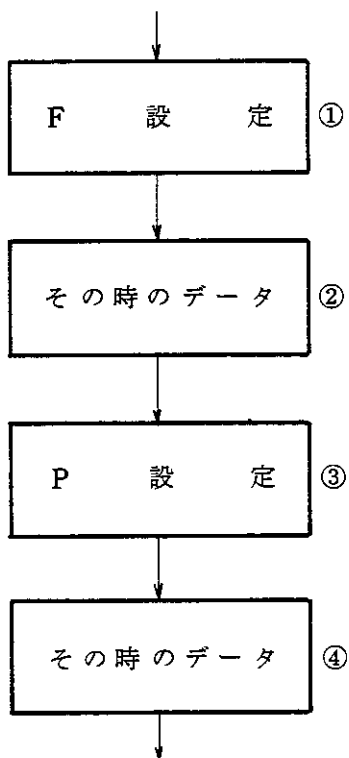 F 設 定 ①
その時のデータ ②
P 設 定 ③
その時のデータ ④